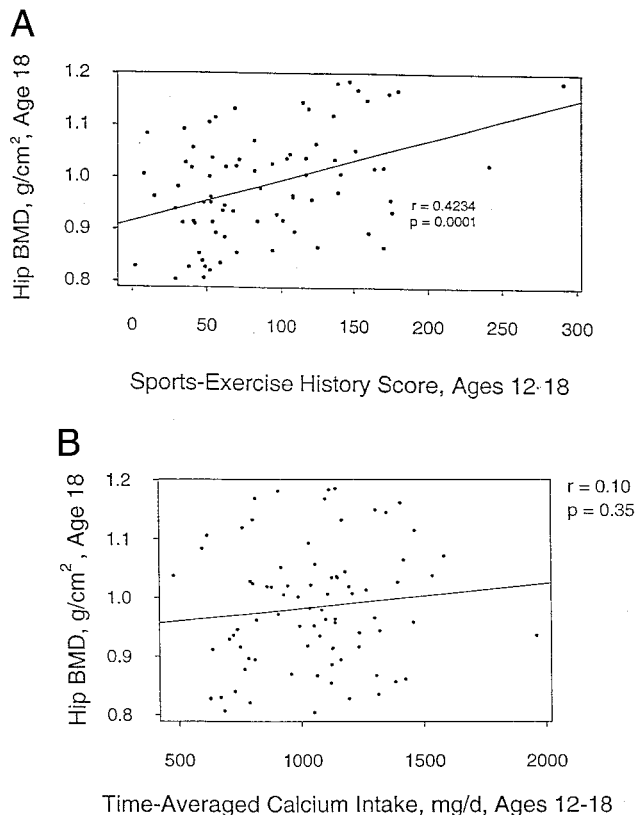 A
Hip BMD, g/cm², Age 18
1.2
1.1
1.0
0.9
0.8
r = 0.4234
p = 0.0001
0 50 100 150 200 250 300
Sports-Exercise History Score, Ages 12-18
B
Hip BMD, g/cm², Age 18
1.2
1.1
1.0
0.9
0.8
r = 0.10
p = 0.35
500 1000 1500 2000
Time-Averaged Calcium Intake, mg/d, Ages 12-18